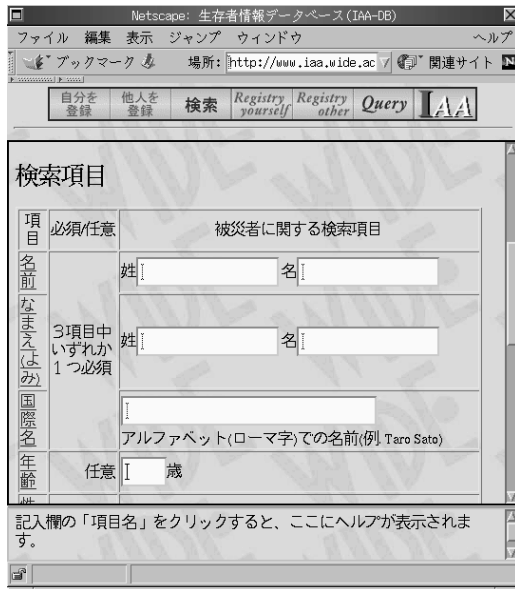 Netscape: 生存者情報データベース(IAA-DB)
ファイル 編集 表示 ジャンプ ウィンドウ ヘルプ
ブックマーク 場所: http://www.iaa.wide.ac 関連サイト N
自分を登録 他人を登録 検索 Registry yourself Registry other Query IAA
検索項目
項目 必須/任意 被災者に関する検索項目
名前 姓 名
なまえ(よみ) 3項目中いずれか1つ必須 姓 名
国際名
アルファベット(ローマ字)での名前(例. Taro Sato)
年齢 任意 歳
記入欄の「項目名」をクリックすると、ここにヘルプが表示されま
す。